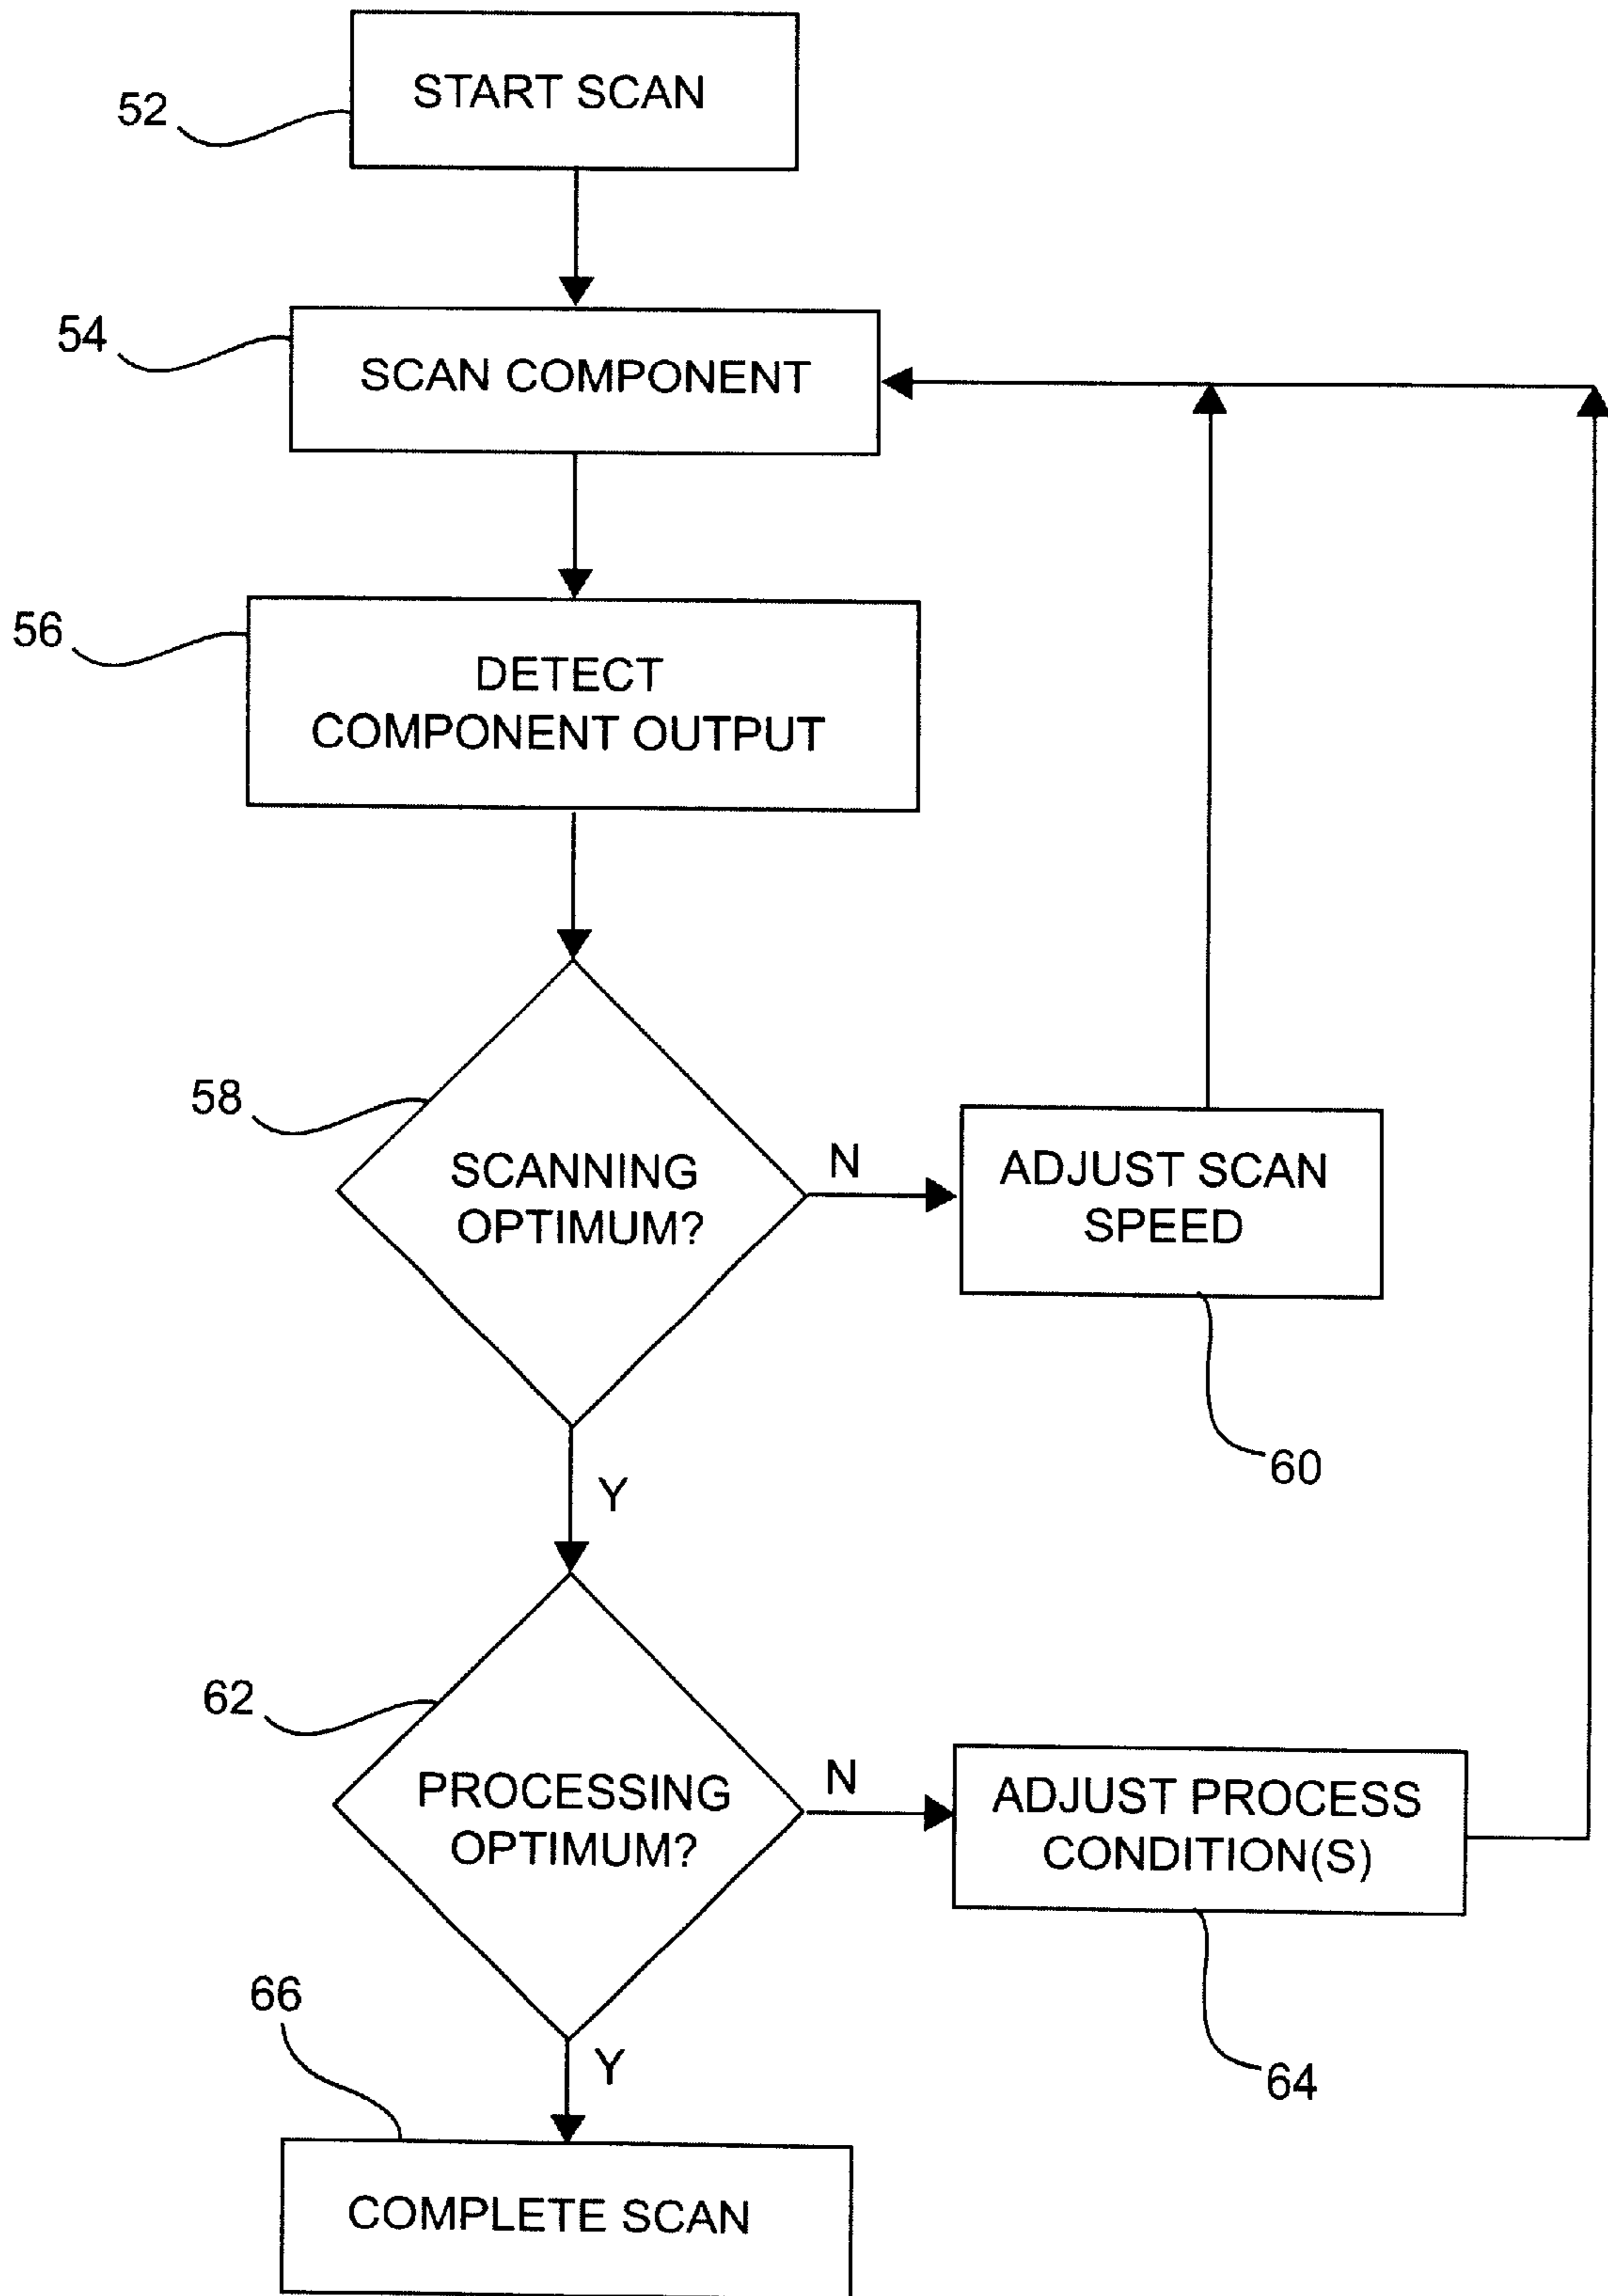 START SCAN
52
54
SCAN COMPONENT
56
DETECT
COMPONENT OUTPUT
58
SCANNING
OPTIMUM?
N
ADJUST SCAN
SPEED
60
Y
62
PROCESSING
OPTIMUM?
N
ADJUST PROCESS
CONDITION(S)
64
66
Y
COMPLETE SCAN